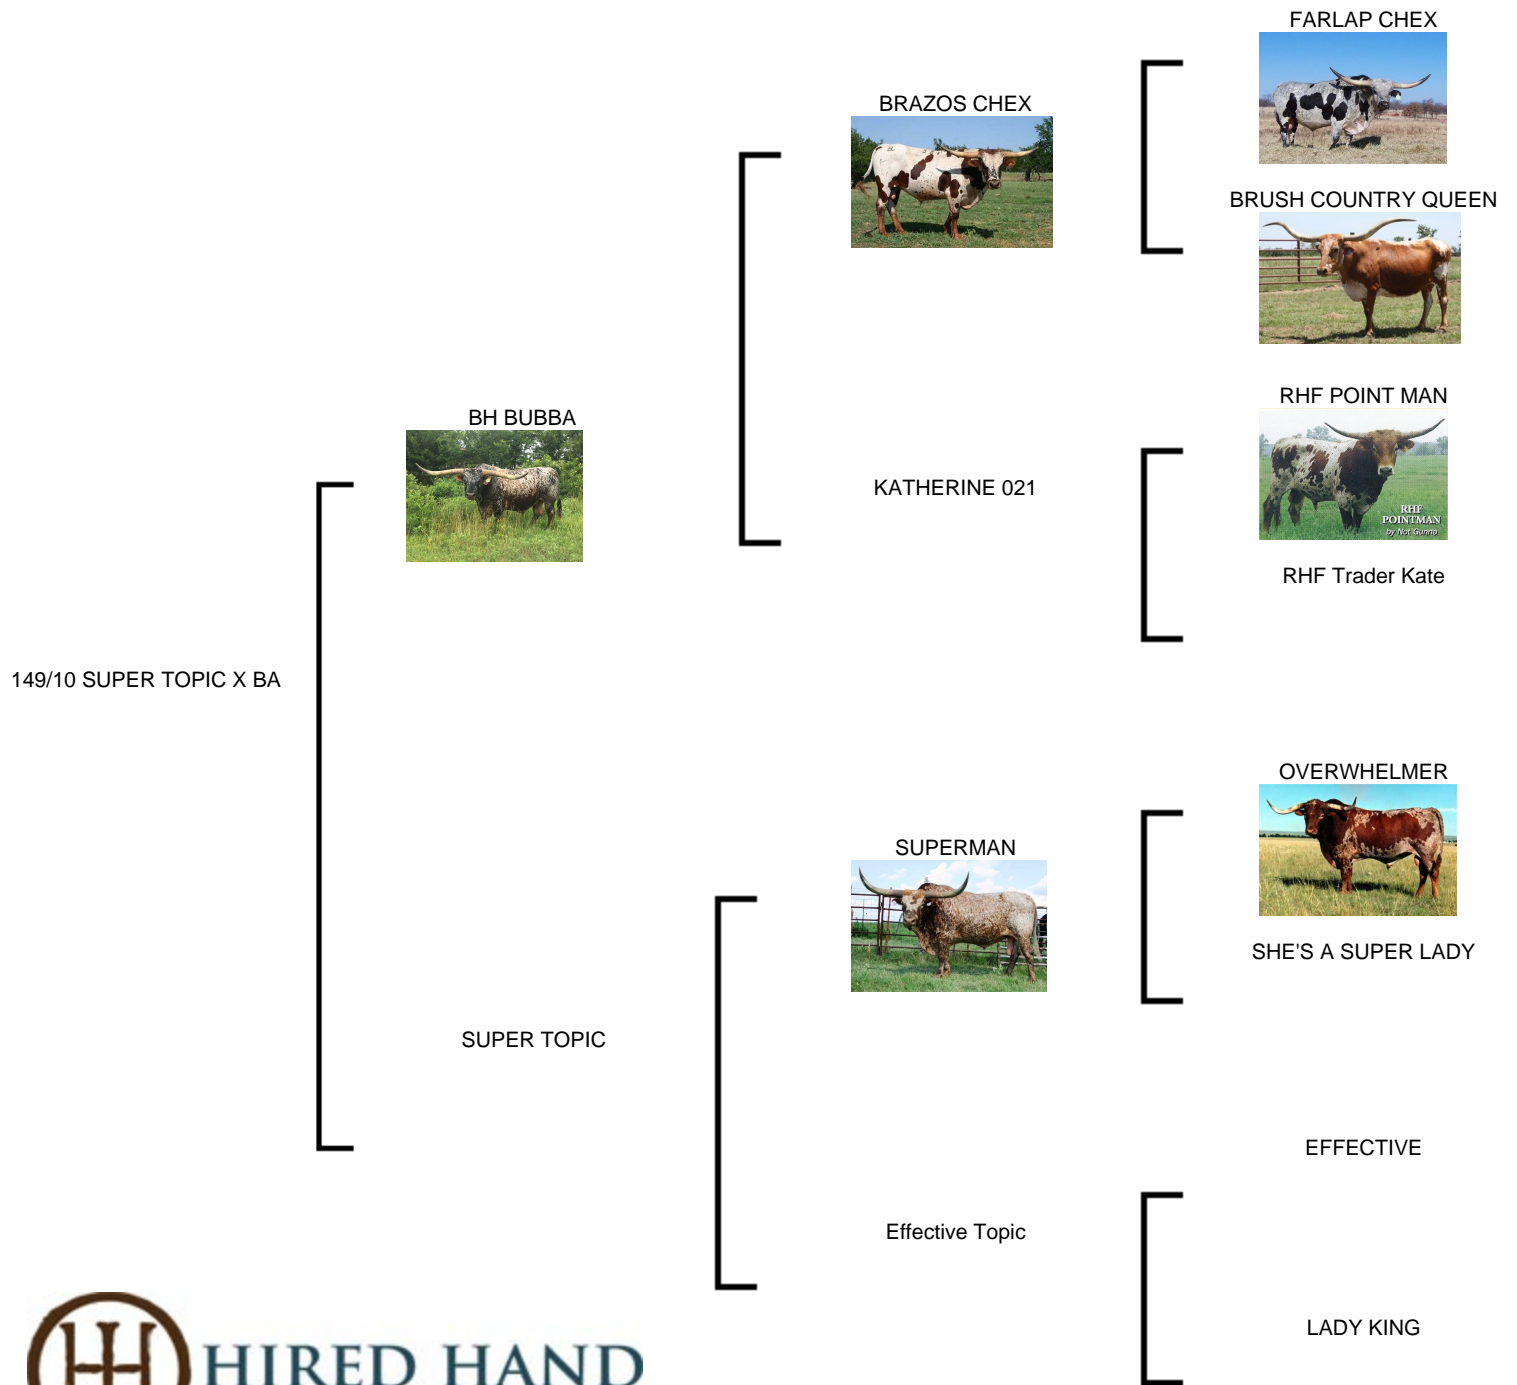 FARLAP CHEX
BRAZOS CHEX
BRUSH COUNTRY QUEEN
RHF POINT MAN
BH BUBBA
KATHERINE 021
RHF
POINTMAN
by Not Gunna
RHF Trader Kate
149/10 SUPER TOPIC X BA
OVERWHELMER
SUPERMAN
SHE'S A SUPER LADY
SUPER TOPIC
EFFECTIVE
Effective Topic
LADY KING
HIRED HAND